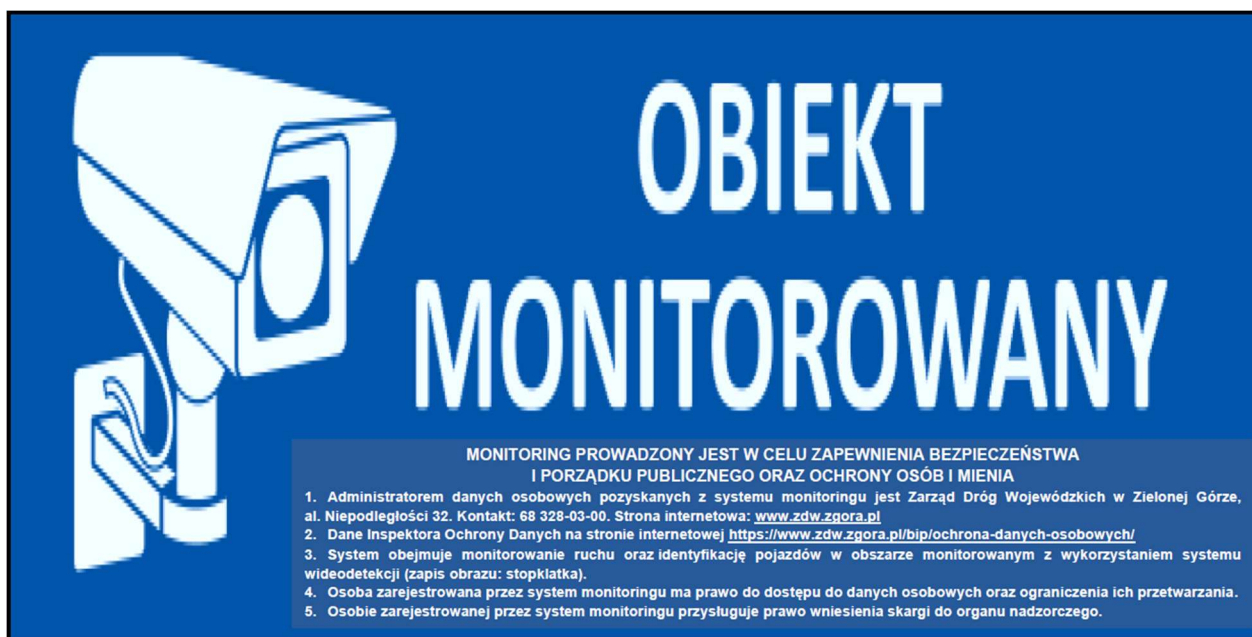 OBIEKT
MONITOROWANY
MONITORING PROWADZONY JEST W CELU ZAPEWNIENIA BEZPIECZEŃSTWA
I PORZĄDKU PUBLICZNEGO ORAZ OCHRONY OSÓB I MIENIA
1. Administratorem danych osobowych pozyskanych z systemu monitoringu jest Zarząd Dróg Wojewódzkich w Zielonej Górze,
al. Niepodległości 32. Kontakt: 68 328-03-00. Strona internetowa: www.zdw.zgora.pl
2. Dane Inspektora Ochrony Danych na stronie internetowej https://www.zdw.zgora.pl/bip/ochrona-danych-osobowych/
3. System obejmuje monitorowanie ruchu oraz identyfikację pojazdów w obszarze monitorowanym z wykorzystaniem systemu
wideodetekcji (zapis obrazu: stopklatka).
4. Osoba zarejestrowana przez system monitoringu ma prawo do dostępu do danych osobowych oraz ograniczenia ich przetwarzania.
5. Osobie zarejestrowanej przez system monitoringu przysługuje prawo wniesienia skargi do organu nadzorczego.